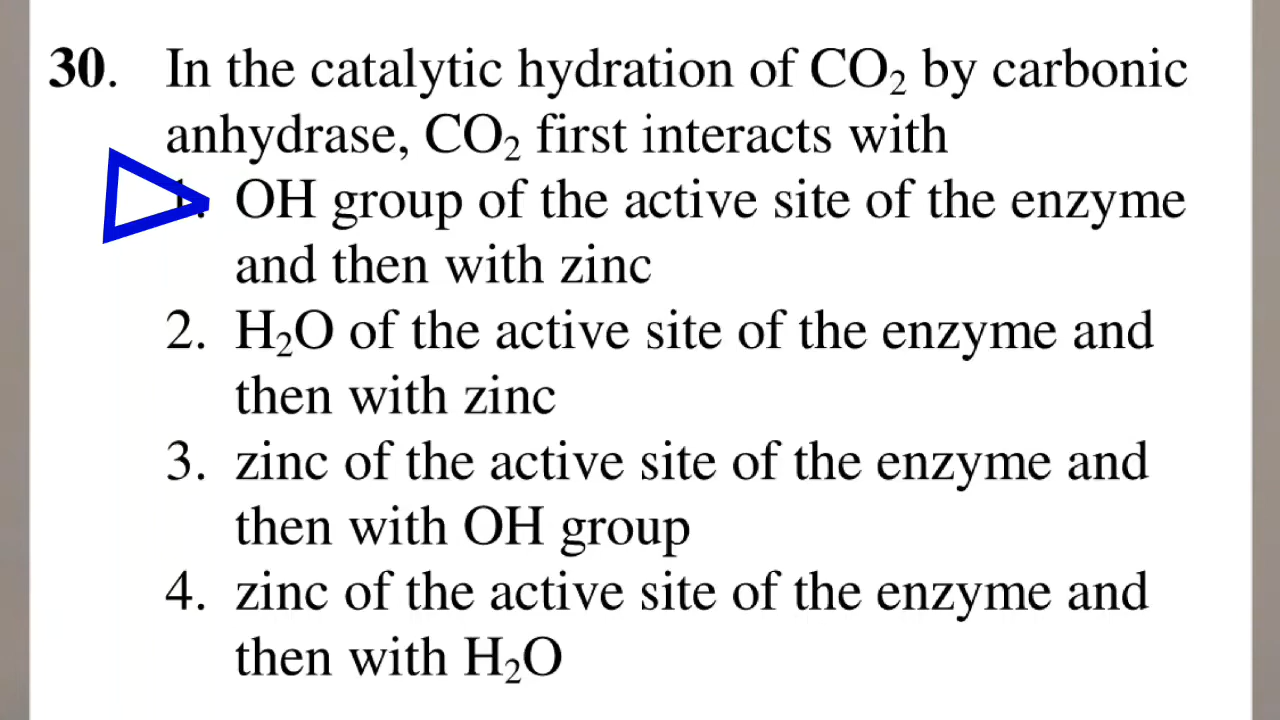 30. In the catalytic hydration of CO₂ by carbonic
anhydrase, CO₂ first interacts with
1. OH group of the active site of the enzyme
and then with zinc
2. H₂O of the active site of the enzyme and
then with zinc
3. zinc of the active site of the enzyme and
then with OH group
4. zinc of the active site of the enzyme and
then with H₂O